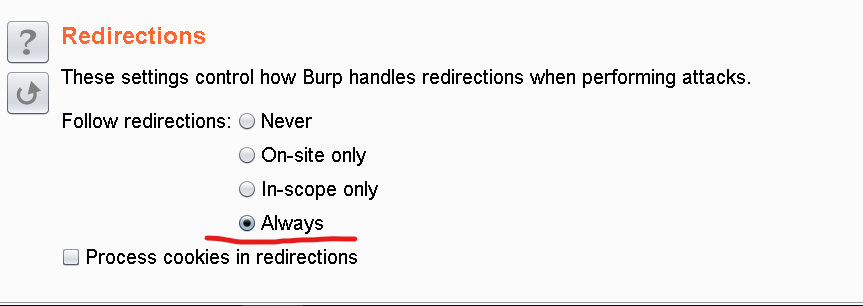 ?
Redirections
These settings control how Burp handles redirections when performing attacks.
Follow redirections: Never
On-site only
In-scope only
Always
Process cookies in redirections